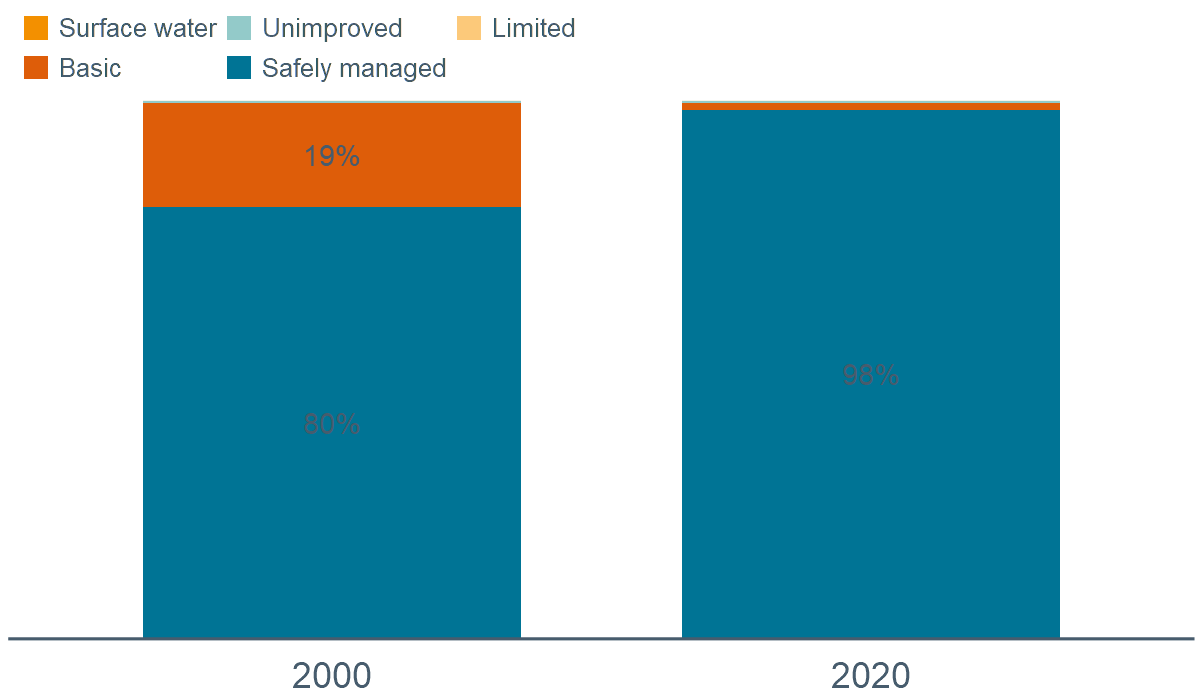 Surface water Unimproved Limited
Basic Safely managed
19%
80%
98%
2000 2020